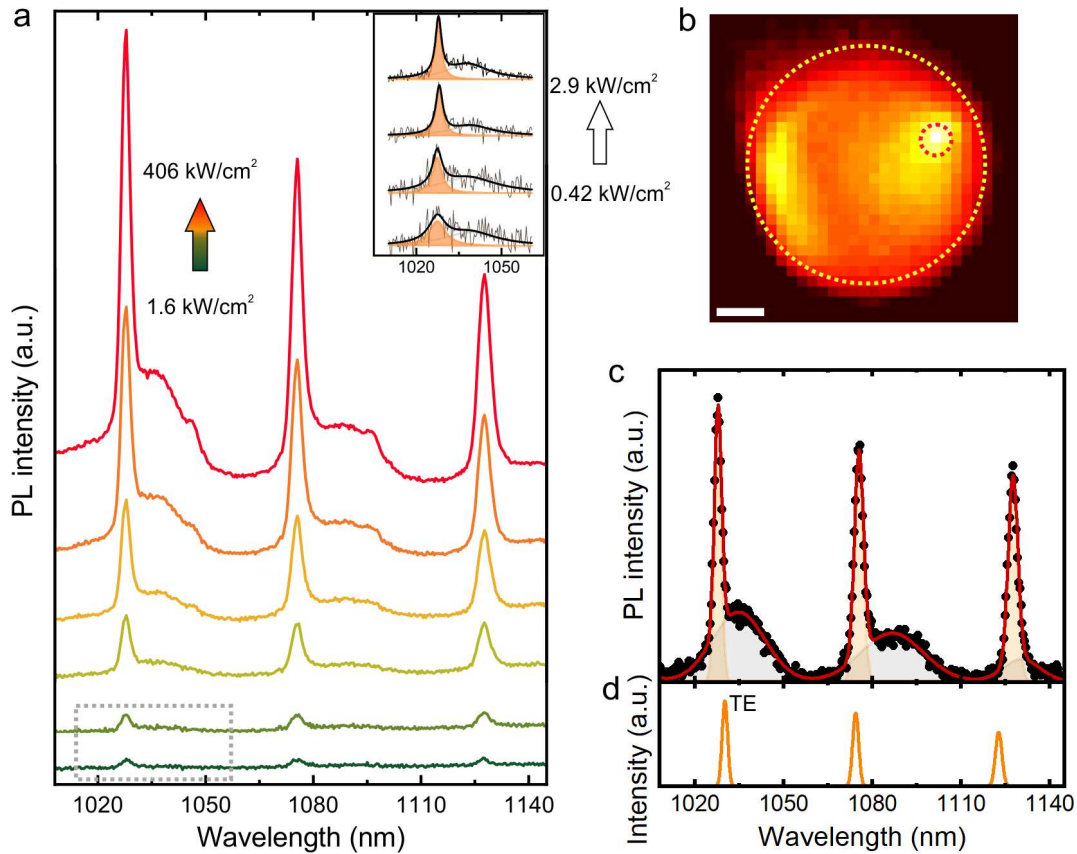 a
PL intensity (a.u.)
406 kW/cm²
1.6 kW/cm²
1020
1050
2.9 kW/cm²
0.42 kW/cm²
1020
1050
1080
1110
1140
Wavelength (nm)
b
c
PL intensity (a.u.)
d
Intensity (a.u.)
TE
1020
1050
1080
1110
1140
Wavelength (nm)